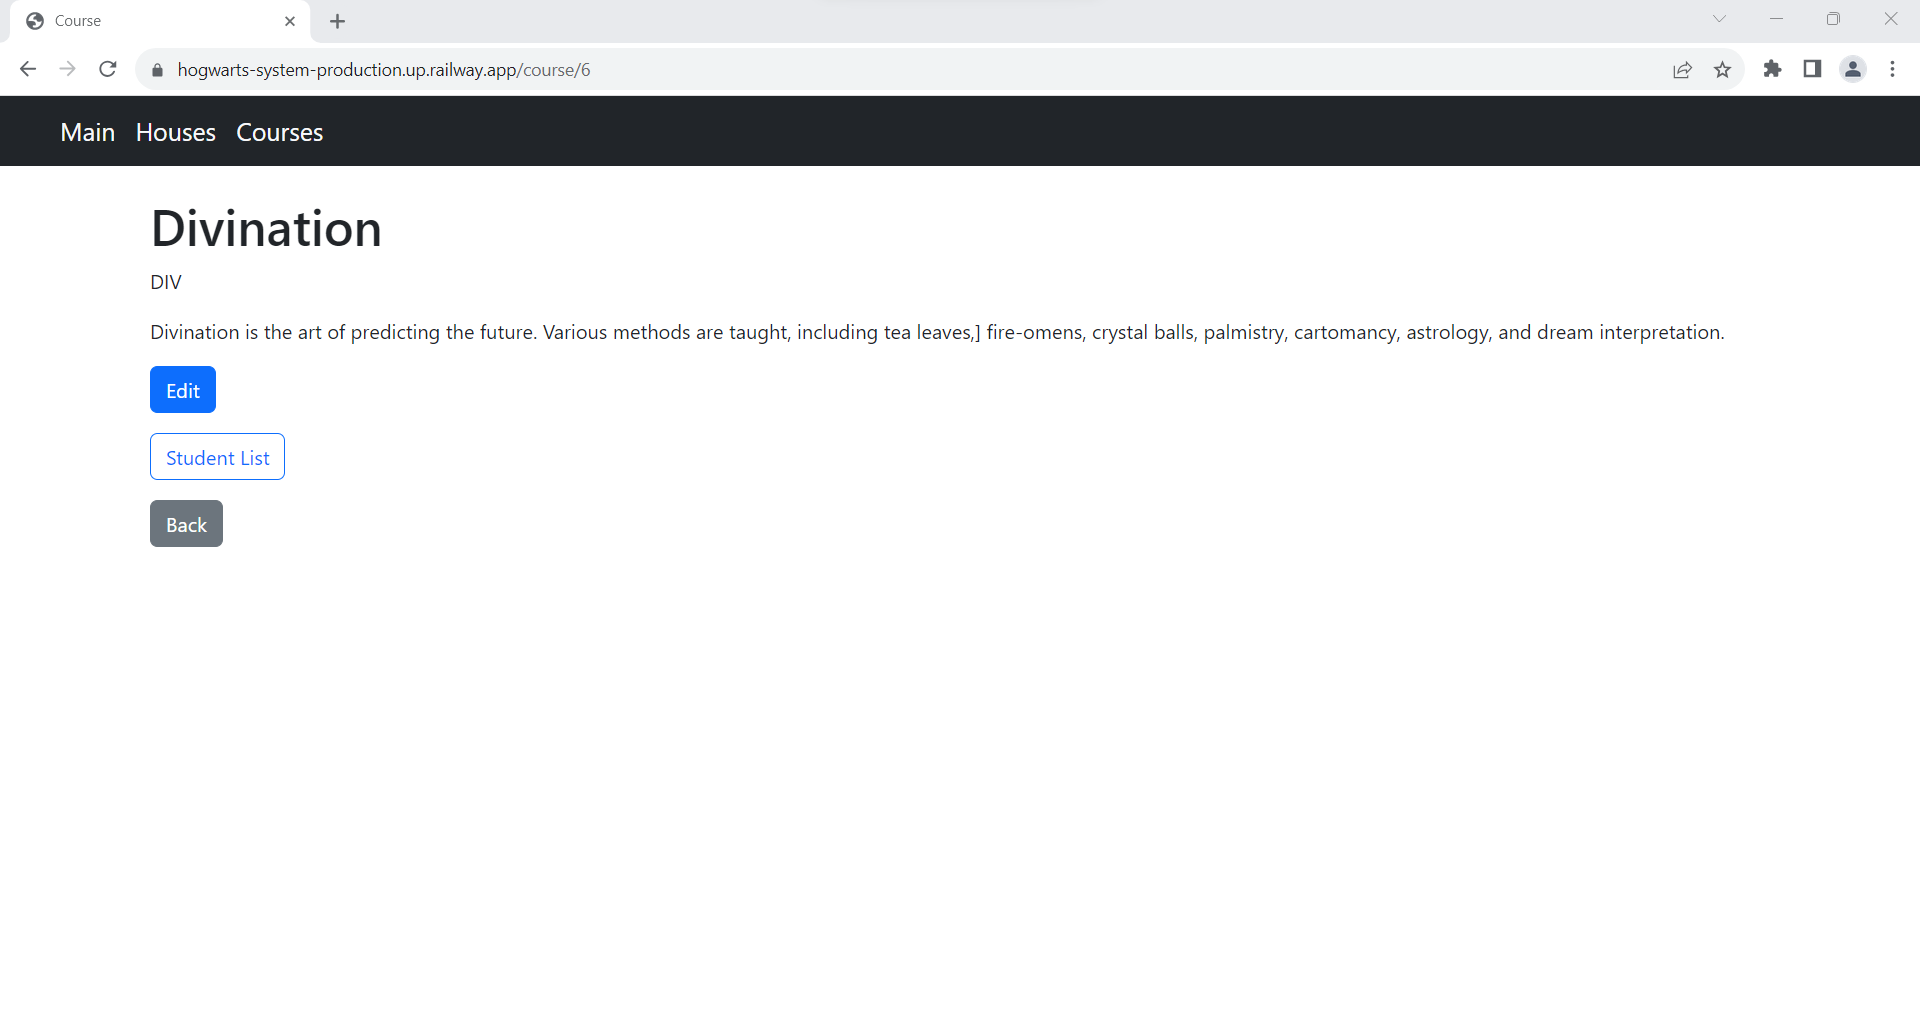 Course
hogwarts-system-production.up.railway.app/course/6
Main Houses Courses
Divination
DIV
Divination is the art of predicting the future. Various methods are taught, including tea leaves,] fire-omens, crystal balls, palmistry, cartomancy, astrology, and dream interpretation.
Edit
Student List
Back